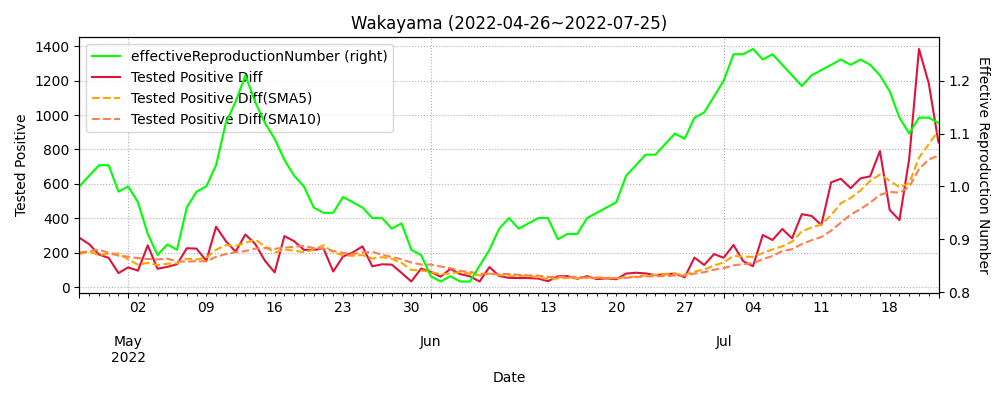 Wakayama (2022-04-26~2022-07-25)
effectiveReproductionNumber (right)
Tested Positive Diff
Tested Positive Diff(SMA5)
Tested Positive Diff(SMA10)
Tested Positive
1400
1200
1000
800
600
400
200
0
Effective Reproduction Number
1.2
1.1
1.0
0.9
0.8
02 09 16 23 30 06 13 20 27 04 11 18
May Jun Jul
2022
Date